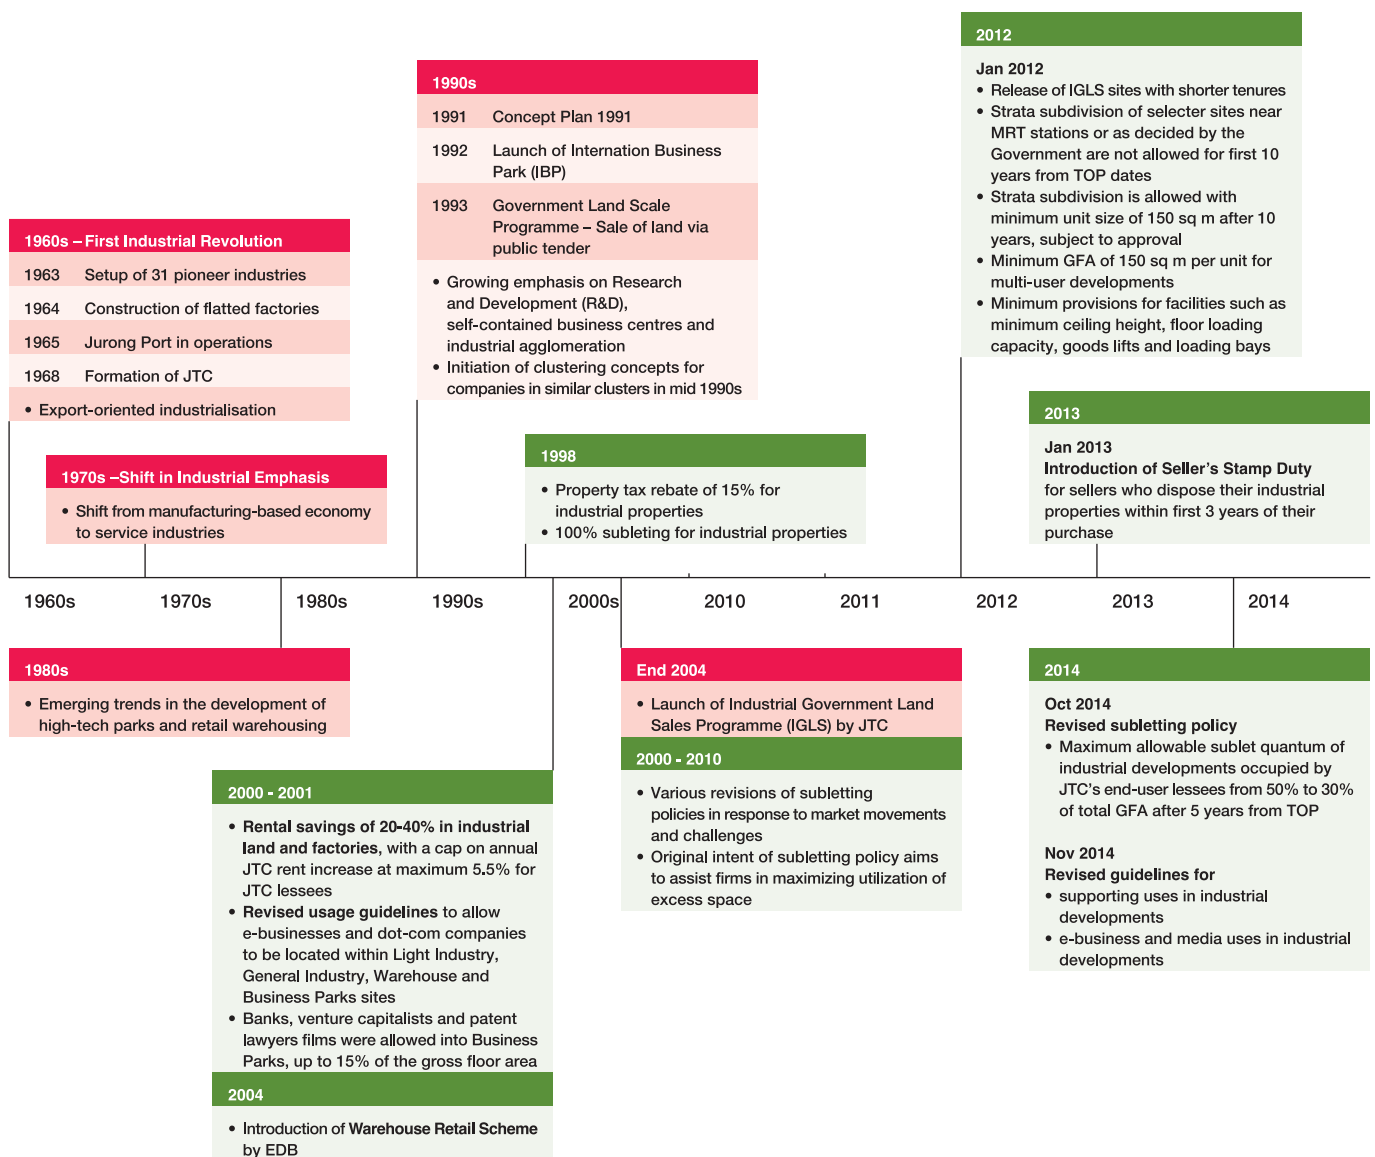 1960s – First Industrial Revolution
1963 Setup of 31 pioneer industries
1964 Construction of flatted factories
1965 Jurong Port in operations
1968 Formation of JTC
• Export-oriented industrialisation
1970s –Shift in Industrial Emphasis
• Shift from manufacturing-based economy
to service industries
1990s
1991 Concept Plan 1991
1992 Launch of Internation Business
Park (IBP)
1993 Government Land Scale
Programme – Sale of land via
public tender
• Growing emphasis on Research
and Development (R&D),
self-contained business centres and
industrial agglomeration
• Initiation of clustering concepts for
companies in similar clusters in mid 1990s
1998
• Property tax rebate of 15% for
industrial properties
• 100% subleting for industrial properties
2012
Jan 2012
• Release of IGLS sites with shorter tenures
• Strata subdivision of selecter sites near
MRT stations or as decided by the
Government are not allowed for first 10
years from TOP dates
• Strata subdivision is allowed with
minimum unit size of 150 sq m after 10
years, subject to approval
• Minimum GFA of 150 sq m per unit for
multi-user developments
• Minimum provisions for facilities such as
minimum ceiling height, floor loading
capacity, goods lifts and loading bays
2013
Jan 2013
Introduction of Seller's Stamp Duty
for sellers who dispose their industrial
properties within first 3 years of their
purchase
1960s 1970s 1980s 1990s 2000s 2010 2011 2012 2013 2014
1980s
• Emerging trends in the development of
high-tech parks and retail warehousing
2000 - 2001
• Rental savings of 20-40% in industrial
land and factories, with a cap on annual
JTC rent increase at maximum 5.5% for
JTC lessees
• Revised usage guidelines to allow
e-businesses and dot-com companies
to be located within Light Industry,
General Industry, Warehouse and
Business Parks sites
• Banks, venture capitalists and patent
lawyers films were allowed into Business
Parks, up to 15% of the gross floor area
2004
• Introduction of Warehouse Retail Scheme
by EDB
End 2004
• Launch of Industrial Government Land
Sales Programme (IGLS) by JTC
2000 - 2010
• Various revisions of subletting
policies in response to market movements
and challenges
• Original intent of subletting policy aims
to assist firms in maximizing utilization of
excess space
2014
Oct 2014
Revised subletting policy
• Maximum allowable sublet quantum of
industrial developments occupied by
JTC's end-user lessees from 50% to 30%
of total GFA after 5 years from TOP
Nov 2014
Revised guidelines for
• supporting uses in industrial
developments
• e-business and media uses in industrial
developments